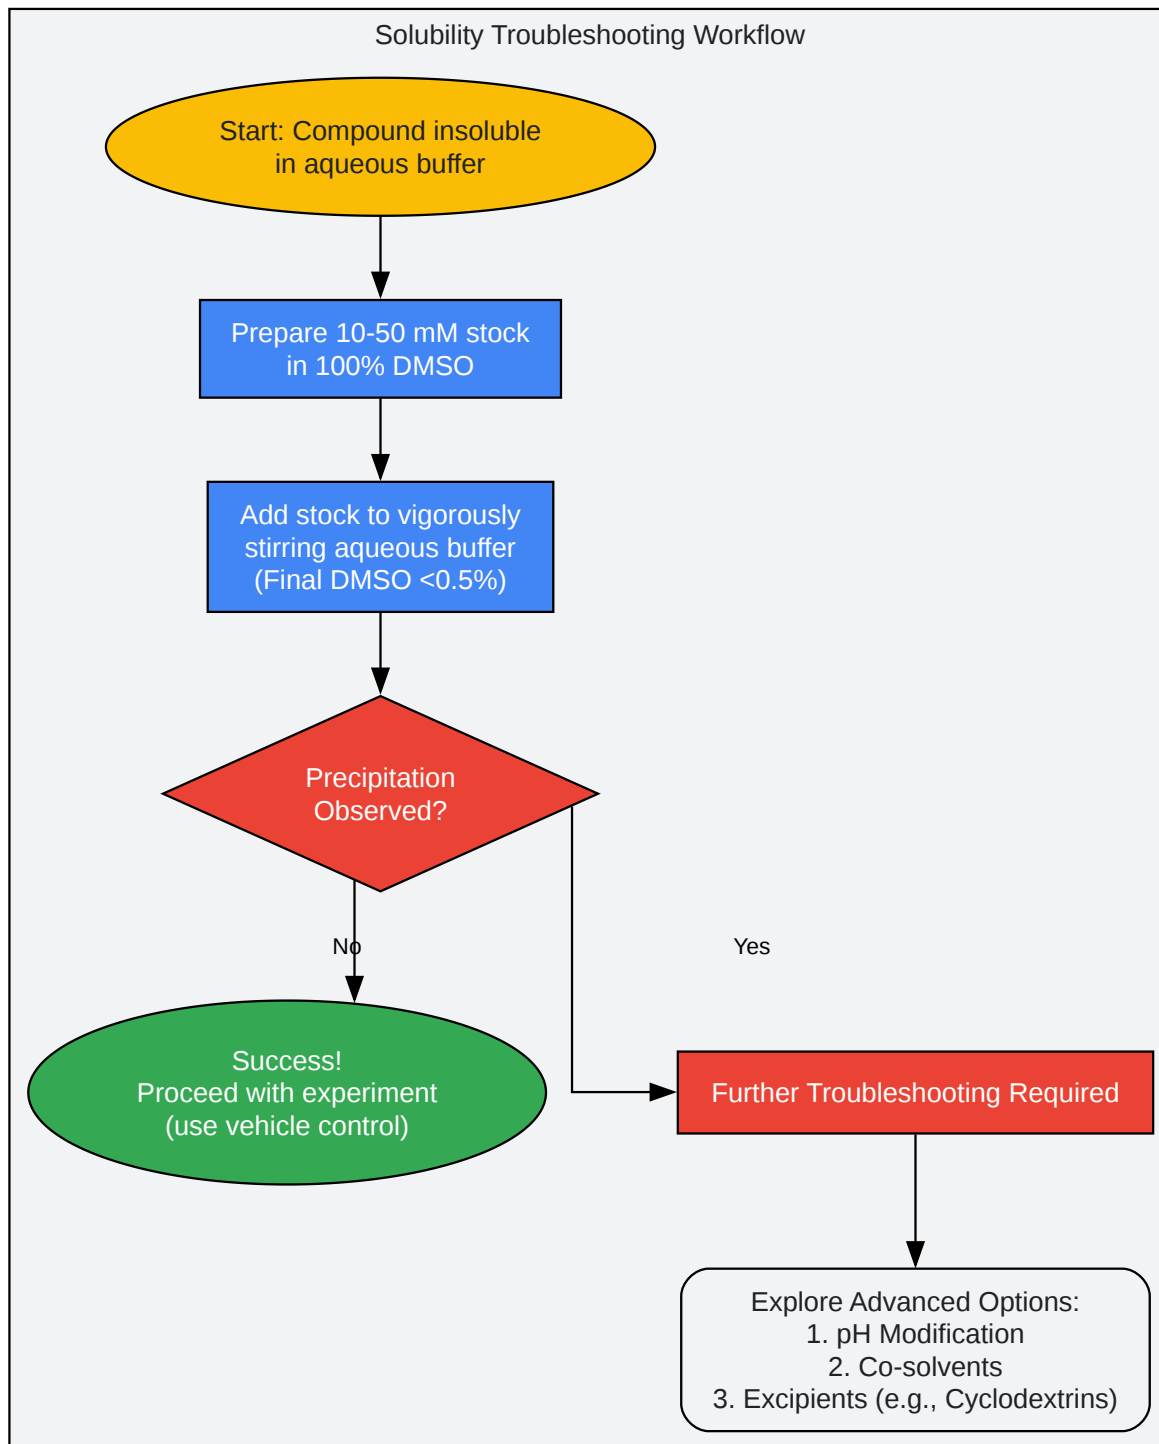 Solubility Troubleshooting Workflow
Start: Compound insoluble
in aqueous buffer
Prepare 10-50 mM stock
in 100% DMSO
Add stock to vigorously
stirring aqueous buffer
(Final DMSO <0.5%)
Precipitation
Observed?
No
Yes
Success!
Proceed with experiment
(use vehicle control)
Further Troubleshooting Required
Explore Advanced Options:
1. pH Modification
2. Co-solvents
3. Excipients (e.g., Cyclodextrins)